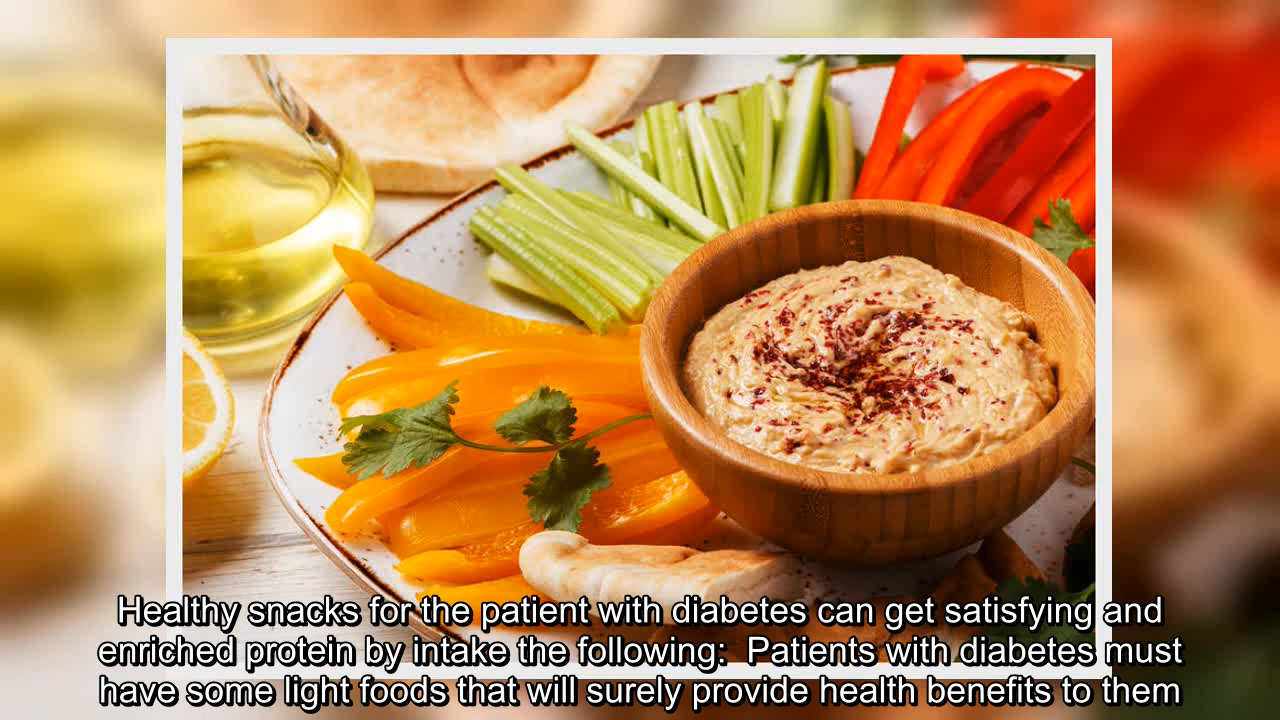 Healthy snacks for the patient with diabetes can get satisfying and
enriched protein by intake the following:  Patients with diabetes must
have some light foods that will surely provide health benefits to them